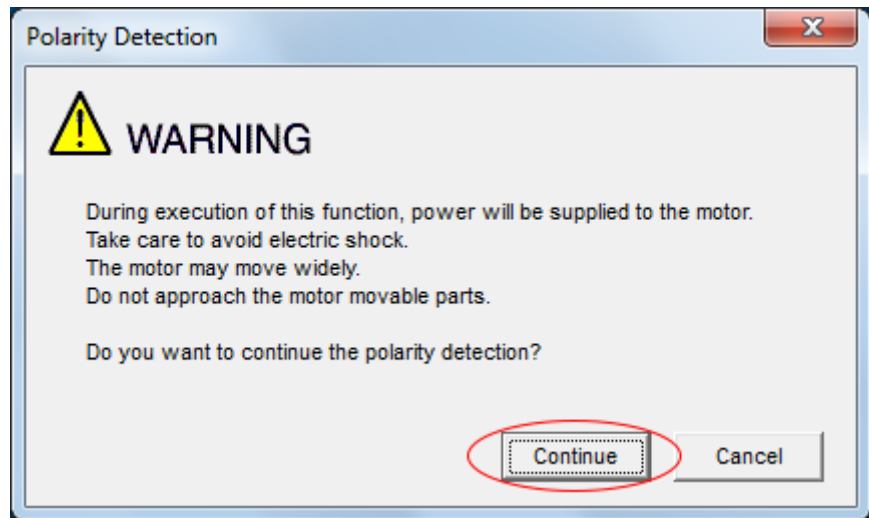 Polarity Detection
WARNING
During execution of this function, power will be supplied to the motor.
Take care to avoid electric shock.
The motor may move widely.
Do not approach the motor movable parts.
Do you want to continue the polarity detection?
Continue
Cancel